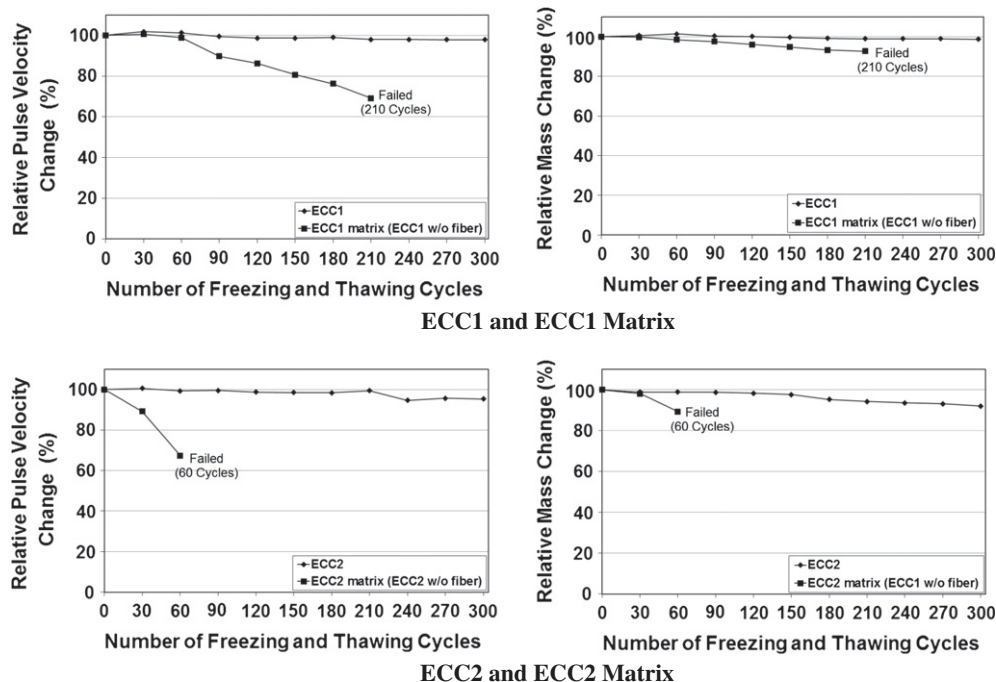 Relative Pulse Velocity
Change (%)
120
100
80
60
40
20
0
Failed
(210 Cycles)
ECC1
ECC1 matrix (ECC1 w/o fiber)
0 30 60 90 120 150 180 210 240 270 300
Number of Freezing and Thawing Cycles
Relative Mass Change (%)
120
100
80
60
40
20
0
Failed
(210 Cycles)
ECC1
ECC1 matrix (ECC1 w/o fiber)
0 30 60 90 120 150 180 210 240 270 300
Number of Freezing and Thawing Cycles
ECC1 and ECC1 Matrix
Relative Pulse Velocity
Change (%)
100
80
60
40
20
0
Failed
(60 Cycles)
ECC2
ECC2 matrix (ECC2 w/o fiber)
0 30 60 90 120 150 180 210 240 270 300
Number of Freezing and Thawing Cycles
Relative Mass Change (%)
100
80
60
40
20
0
Failed
(60 Cycles)
ECC2
ECC2 matrix (ECC1 w/o fiber)
0 30 60 90 120 150 180 210 240 270 300
Number of Freezing and Thawing Cycles
ECC2 and ECC2 Matrix